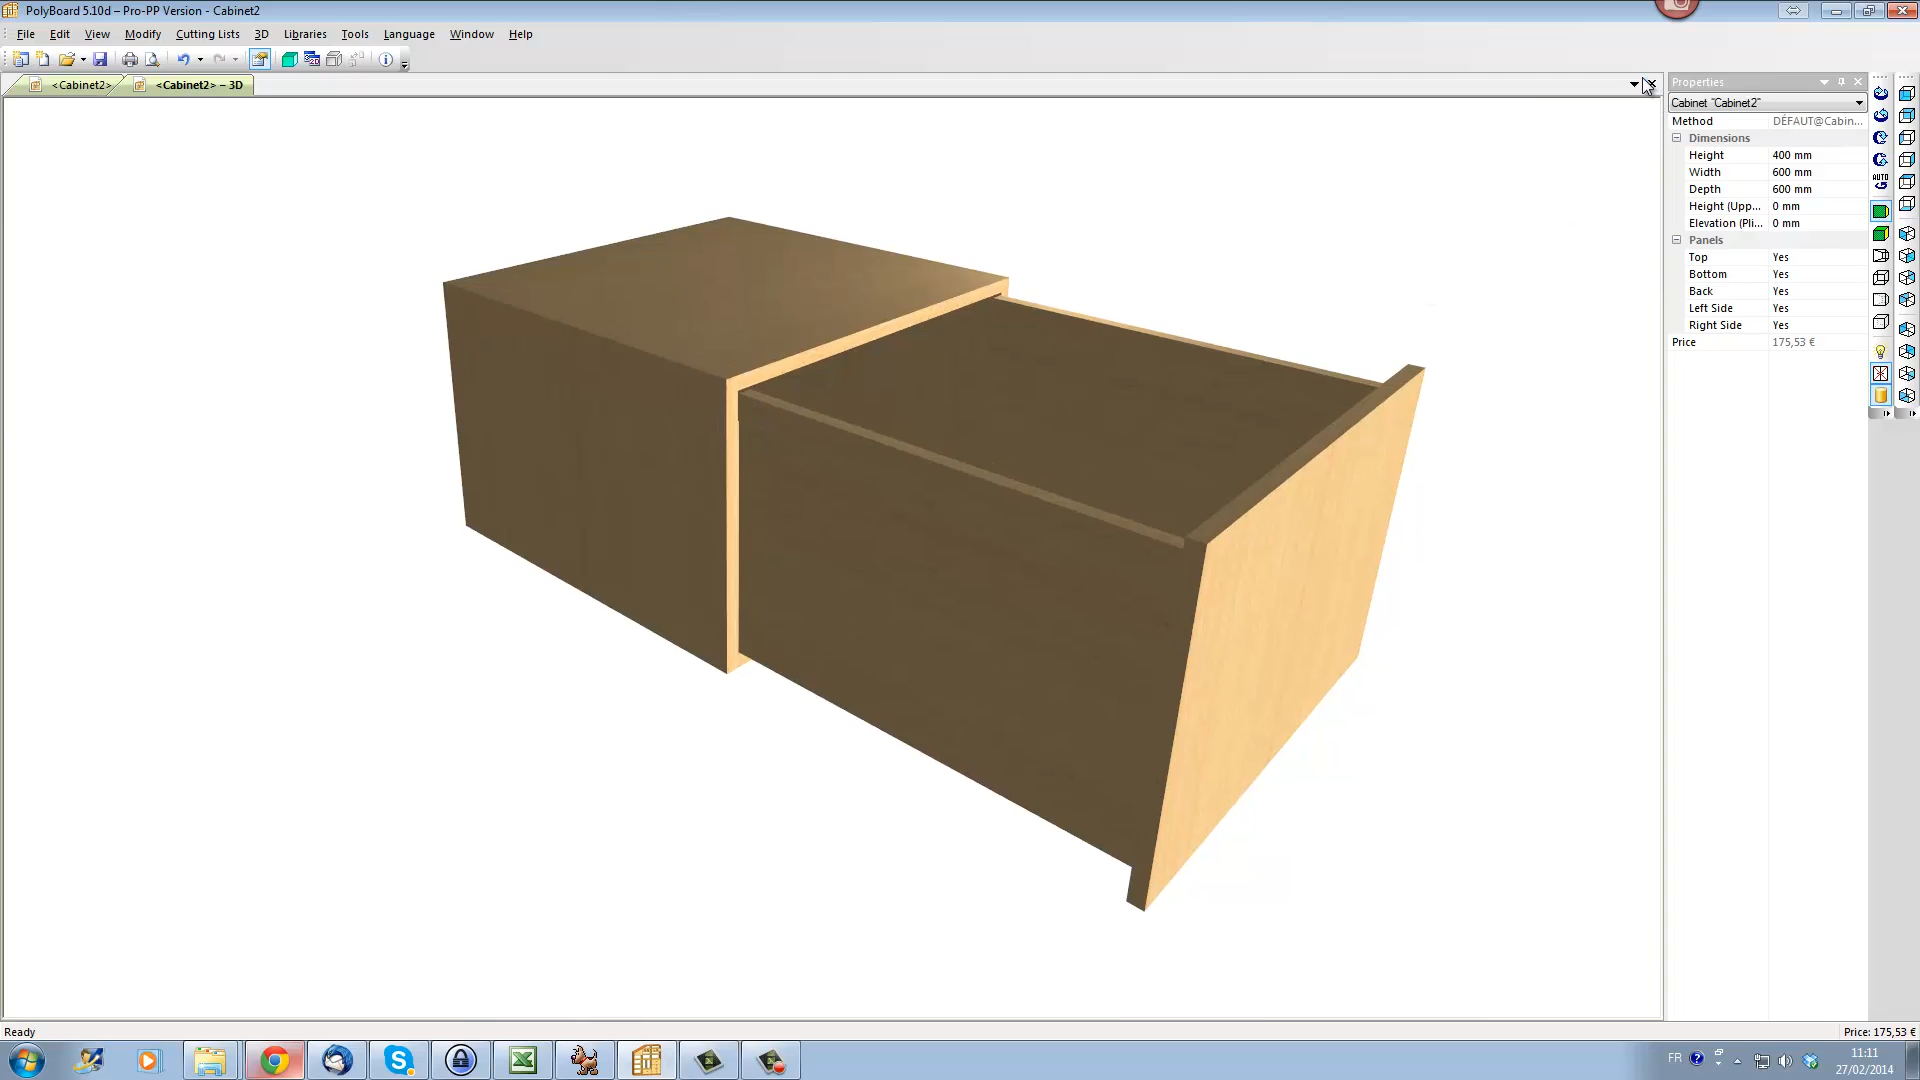 PolyBoard 5.10d – Pro-PP Version - Cabinet2
File Edit View Modify Cutting Lists 3D Libraries Tools Language Window Help
<Cabinet2> <Cabinet2> – 3D
Properties
Cabinet "Cabinet2"
Method DÉFAUT@Cabin...
Dimensions
Height 400 mm
Width 600 mm
Depth 600 mm
Height (Upp... 0 mm
Elevation (Pli... 0 mm
Panels
Top Yes
Bottom Yes
Back Yes
Left Side Yes
Right Side Yes
Price 175,53 €
AUTO
Ready
Price: 175,53 €
FR
11:11
27/02/2014